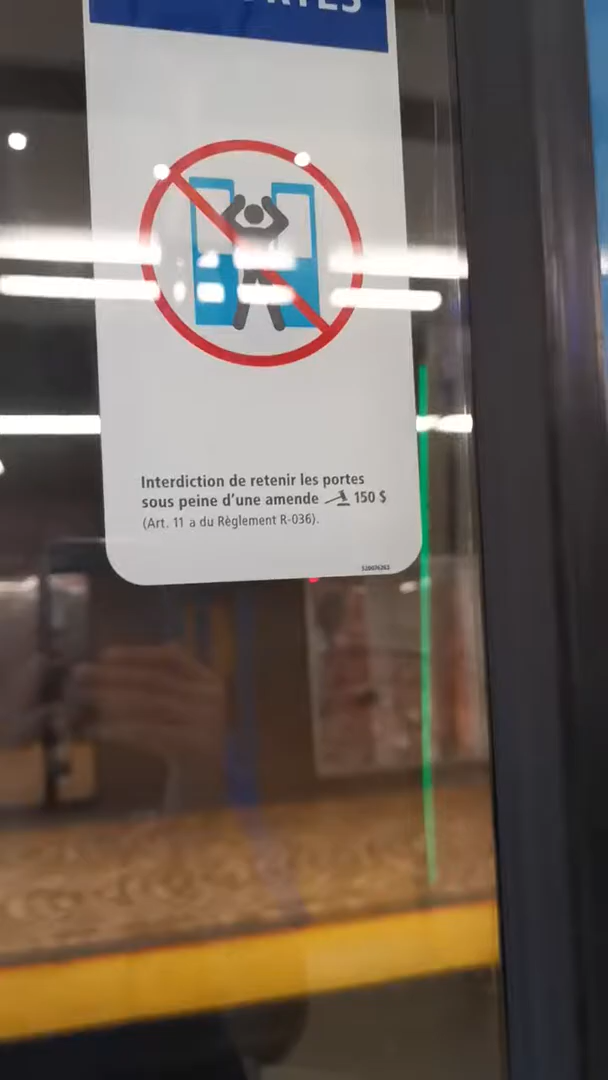 Interdiction de retenir les portes
sous peine d'une amende 150 $
(Art. 11 a du Règlement R-036).